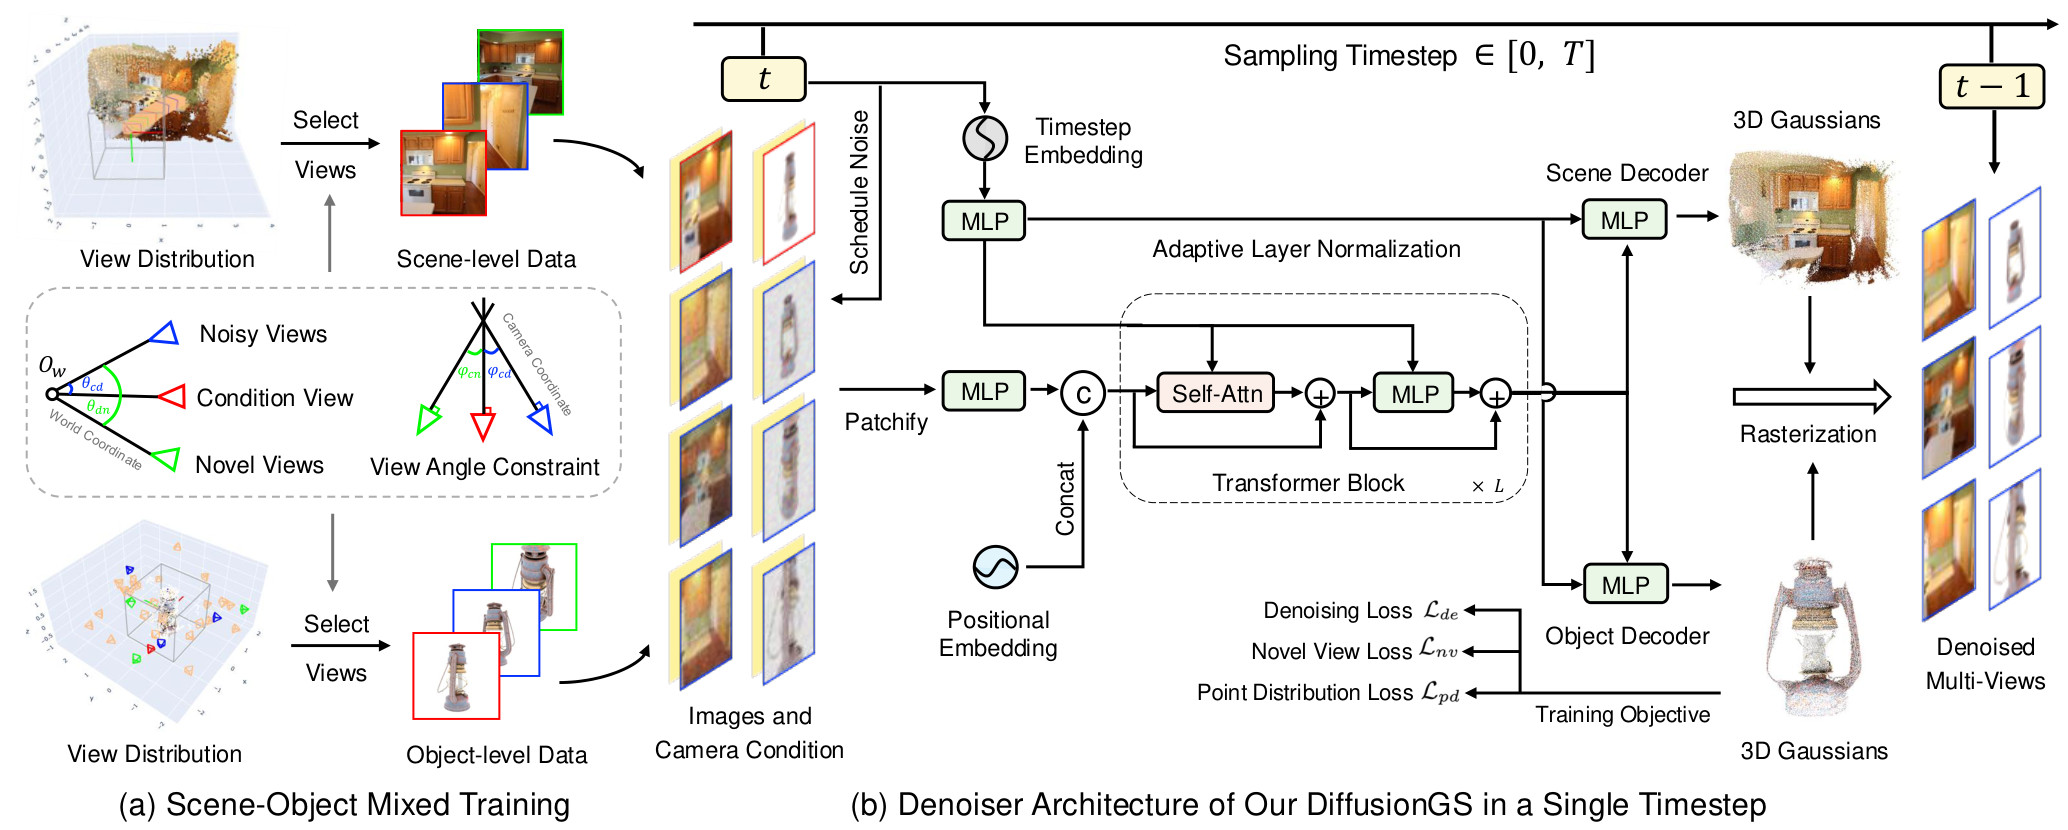 Select
Views
View Distribution
Scene-level Data
O_w
θ_cd
θ_dn
World Coordinate
Noisy Views
Condition View
Novel Views
φ_cn
φ_cd
Camera Coordinate
View Angle Constraint
Select
Views
View Distribution
Object-level Data
(a) Scene-Object Mixed Training
Sampling Timestep ∈ [0, T]
t
t − 1
Schedule Noise
Timestep
Embedding
MLP
Adaptive Layer Normalization
Scene Decoder
MLP
3D Gaussians
Patchify
MLP
c
Concat
Self-Attn
+
MLP
+
Transformer Block × L
Positional
Embedding
Rasterization
MLP
Object Decoder
Denoising Loss ℒ_de
Novel View Loss ℒ_nv
Point Distribution Loss ℒ_pd
Training Objective
3D Gaussians
Images and
Camera Condition
Denoised
Multi-Views
(b) Denoiser Architecture of Our DiffusionGS in a Single Timestep